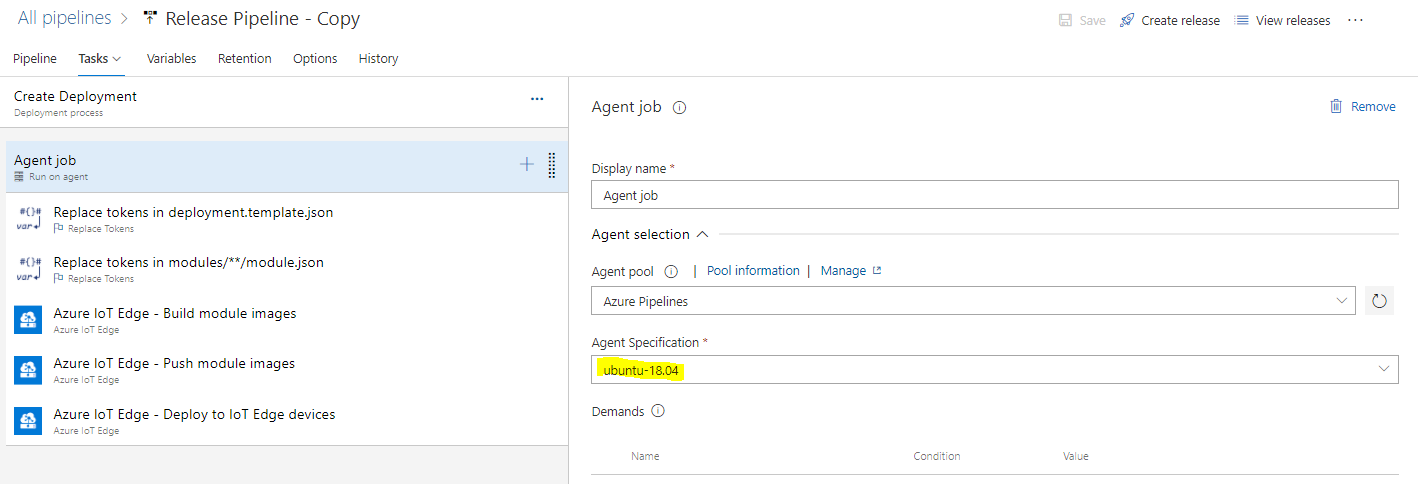 All pipelines > Release Pipeline - Copy
Save Create release View releases ...
Pipeline Tasks Variables Retention Options History
Create Deployment ...
Deployment process
Agent job +
Run on agent
#{}# Replace tokens in deployment.template.json
var Replace Tokens
#{}# Replace tokens in modules/**/module.json
var Replace Tokens
Azure IoT Edge - Build module images
Azure IoT Edge
Azure IoT Edge - Push module images
Azure IoT Edge
Azure IoT Edge - Deploy to IoT Edge devices
Azure IoT Edge
Agent job
Remove
Display name *
Agent job
Agent selection
Agent pool | Pool information | Manage
Azure Pipelines
Agent Specification *
ubuntu-18.04
Demands
Name Condition Value